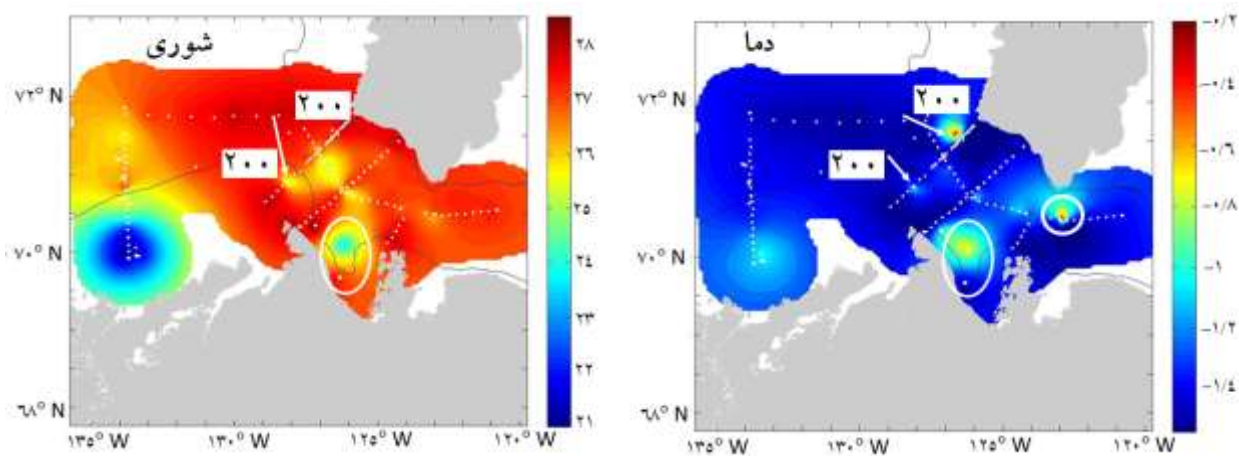 شوری
۲۰۰
۲۰۰
۷۲° N
۷۰° N
۶۸° N
۱۳۵° W
۱۳۰° W
۱۲۵° W
۱۲۰° W
۲۸
۲۷
۲۶
۲۵
۲۴
۲۳
۲۲
۲۱
دما
۲۰۰
۲۰۰
۷۲° N
۷۰° N
۶۸° N
۱۳۵° W
۱۳۰° W
۱۲۵° W
۱۲۰° W
-۰/۲
-۰/۴
-۰/۶
-۰/۸
-۱
-۱/۲
-۱/۴